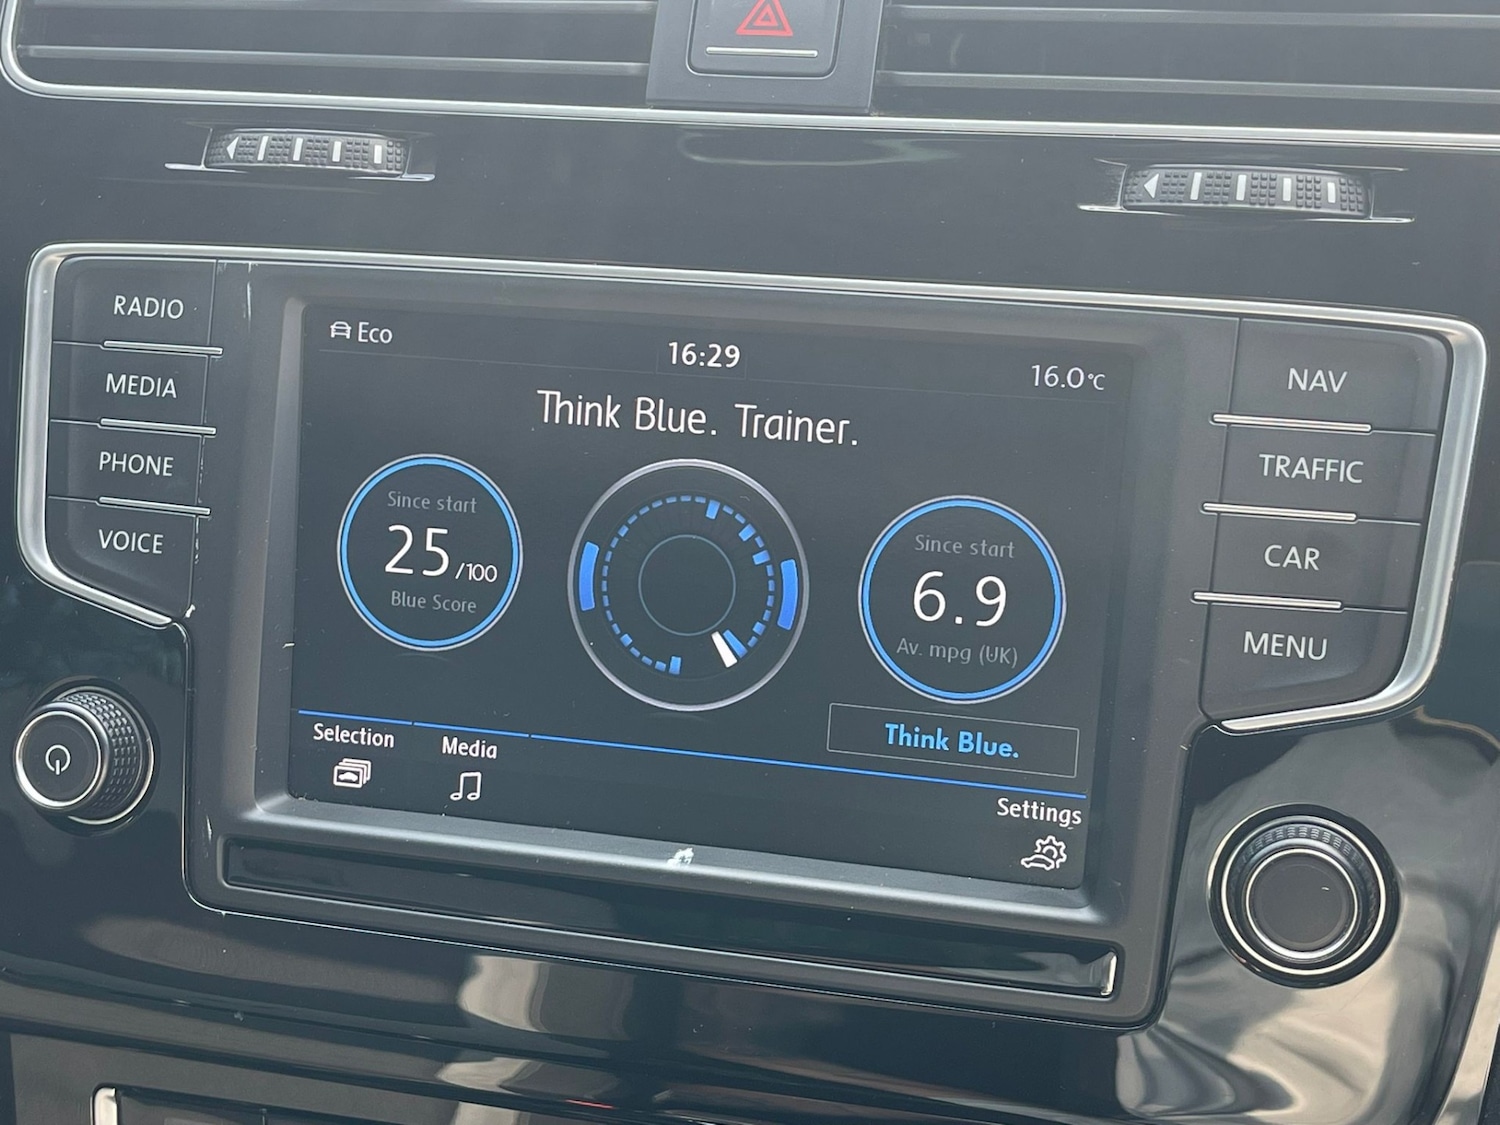 RADIO
MEDIA
PHONE
VOICE
Eco
16:29
16.0°C
Think Blue. Trainer.
Since start
25/100
Blue Score
Since start
6.9
Av. mpg (UK)
Think Blue.
Selection
Media
Settings
NAV
TRAFFIC
CAR
MENU